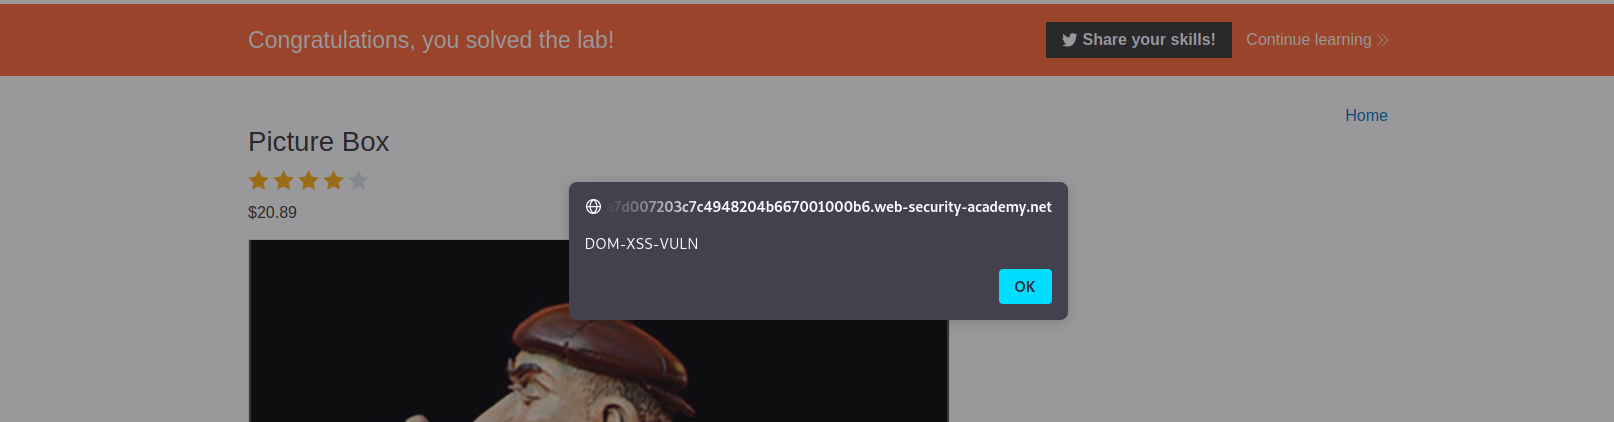 Congratulations, you solved the lab!
Share your skills!
Continue learning
Home
Picture Box
$20.89
a7d007203c7c4948204b667001000b6.web-security-academy.net
DOM-XSS-VULN
OK